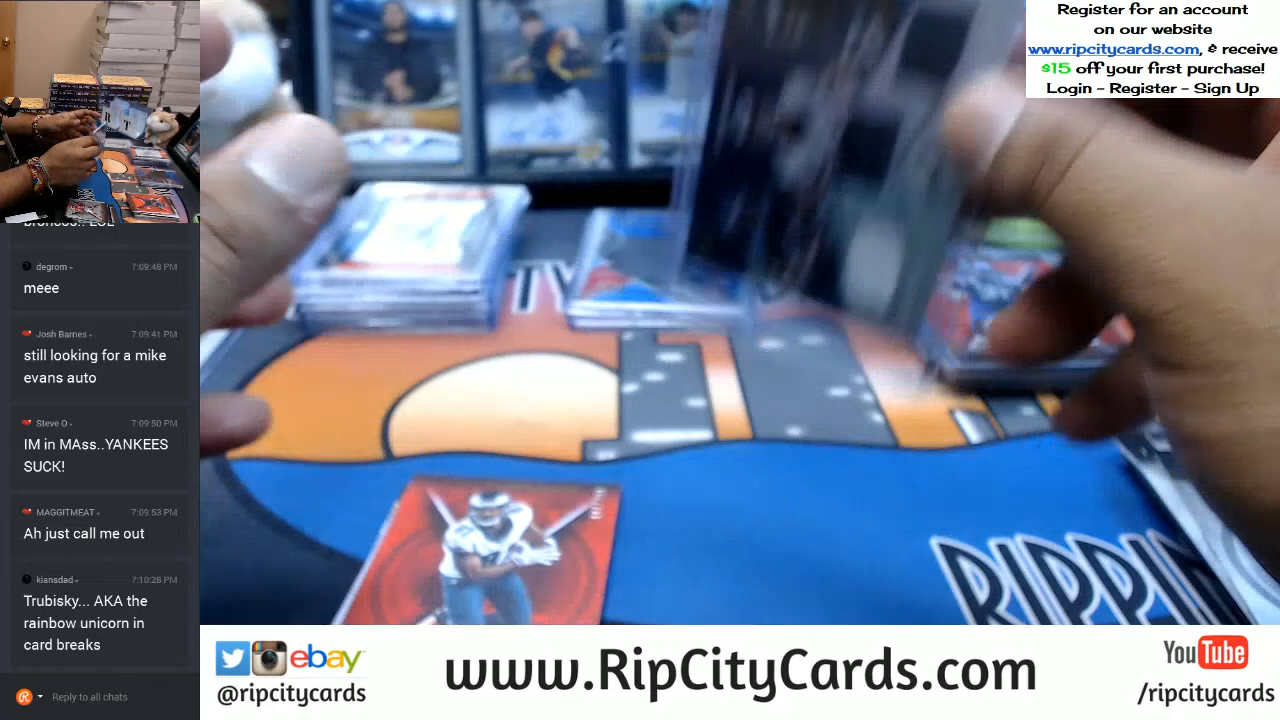 Register for an account
on our website
www.ripcitycards.com, & receive
$15 off your first purchase!
Login - Register - Sign Up
degrom
7:09:48 PM
meee
Josh Barnes
7:09:41 PM
still looking for a mike
evans auto
Steve O
7:09:50 PM
IM in MAss..YANKEES
SUCK!
MAGGITMEAT
7:09:53 PM
Ah just call me out
kiansdad
7:10:28 PM
Trubisky... AKA the
rainbow unicorn in
card breaks
Reply to all chats
RIPPIN
ebay
@ripcitycards
www.RipCityCards.com
YouTube
/ripcitycards